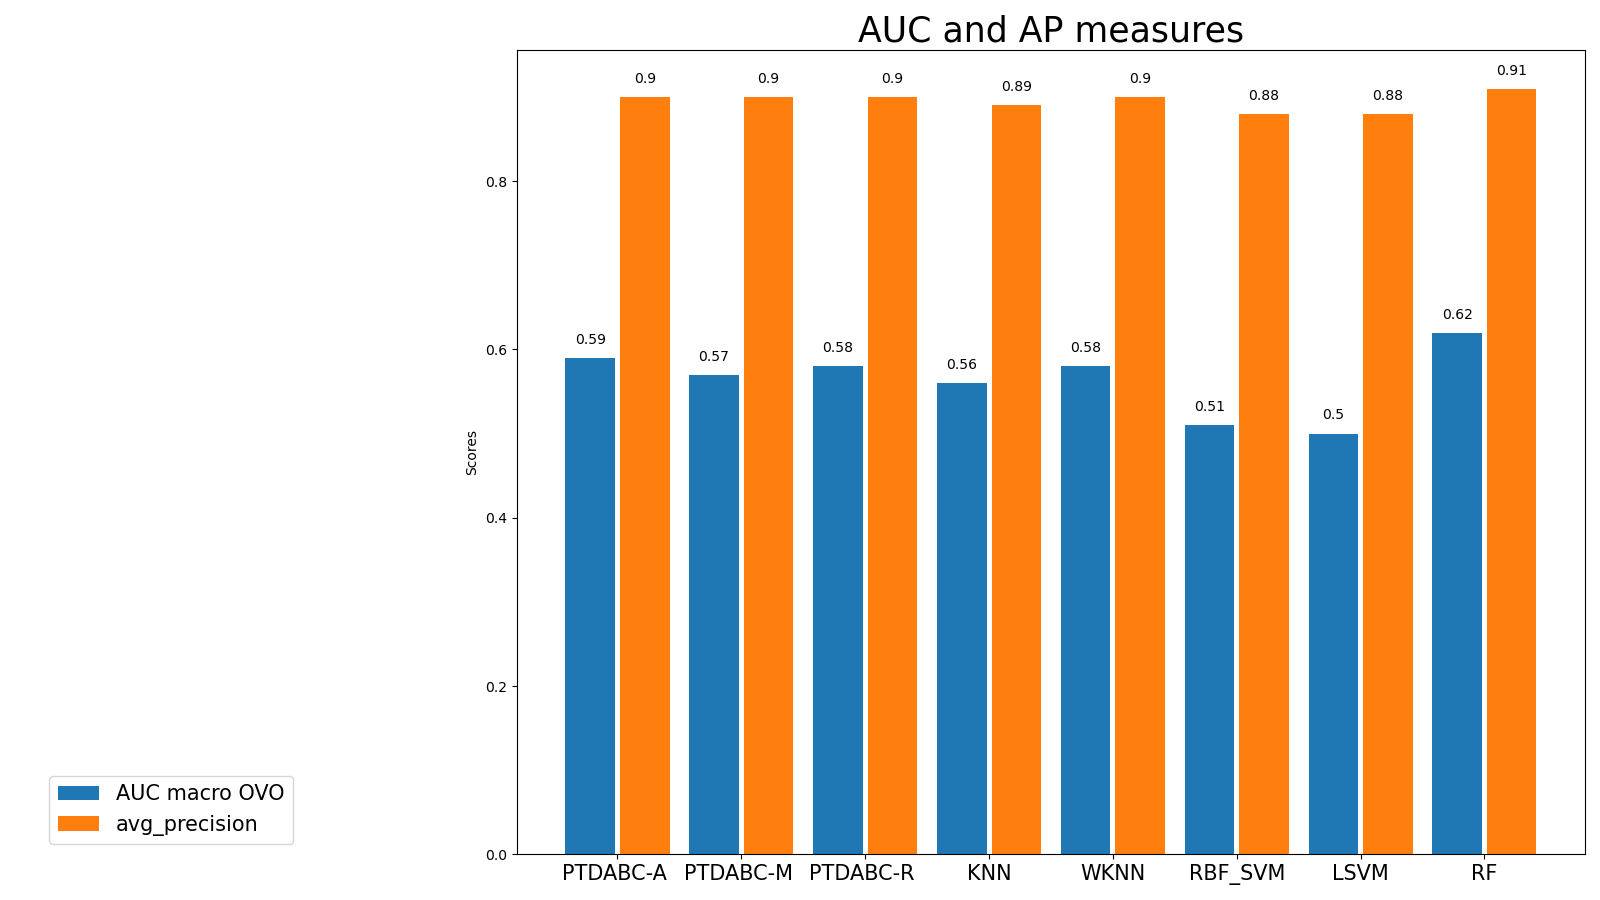 AUC and AP measures
0.9
0.9
0.9
0.89
0.9
0.88
0.88
0.91
0.59
0.57
0.58
0.56
0.58
0.51
0.5
0.62
0.8
0.6
0.4
0.2
0.0
Scores
PTDABC-A
PTDABC-M
PTDABC-R
KNN
WKNN
RBF_SVM
LSVM
RF
AUC macro OVO
avg_precision